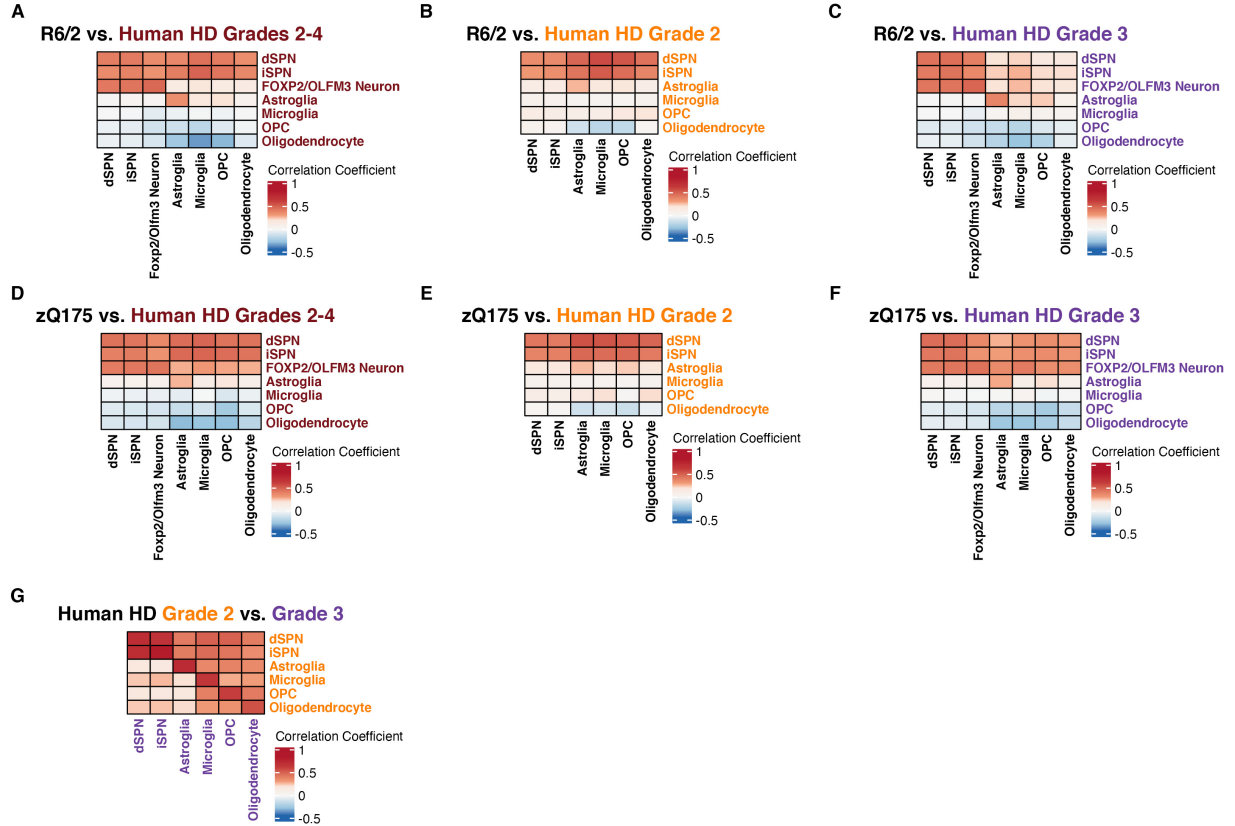 A
R6/2 vs. Human HD Grades 2-4
dSPN
iSPN
FOXP2/OLFM3 Neuron
Astroglia
Microglia
OPC
Oligodendrocyte
dSPN
iSPN
Foxp2/Olfm3 Neuron
Astroglia
Microglia
OPC
Oligodendrocyte
Correlation Coefficient
1
0.5
0
-0.5
B
R6/2 vs. Human HD Grade 2
dSPN
iSPN
Astroglia
Microglia
OPC
Oligodendrocyte
dSPN
iSPN
Astroglia
Microglia
OPC
Oligodendrocyte
Correlation Coefficient
1
0.5
0
-0.5
C
R6/2 vs. Human HD Grade 3
dSPN
iSPN
FOXP2/OLFM3 Neuron
Astroglia
Microglia
OPC
Oligodendrocyte
dSPN
iSPN
Foxp2/Olfm3 Neuron
Astroglia
Microglia
OPC
Oligodendrocyte
Correlation Coefficient
1
0.5
0
-0.5
D
zQ175 vs. Human HD Grades 2-4
dSPN
iSPN
FOXP2/OLFM3 Neuron
Astroglia
Microglia
OPC
Oligodendrocyte
dSPN
iSPN
Foxp2/Olfm3 Neuron
Astroglia
Microglia
OPC
Oligodendrocyte
Correlation Coefficient
1
0.5
0
-0.5
E
zQ175 vs. Human HD Grade 2
dSPN
iSPN
Astroglia
Microglia
OPC
Oligodendrocyte
dSPN
iSPN
Astroglia
Microglia
OPC
Oligodendrocyte
Correlation Coefficient
1
0.5
0
-0.5
F
zQ175 vs. Human HD Grade 3
dSPN
iSPN
FOXP2/OLFM3 Neuron
Astroglia
Microglia
OPC
Oligodendrocyte
dSPN
iSPN
Foxp2/Olfm3 Neuron
Astroglia
Microglia
OPC
Oligodendrocyte
Correlation Coefficient
1
0.5
0
-0.5
G
Human HD Grade 2 vs. Grade 3
dSPN
iSPN
Astroglia
Microglia
OPC
Oligodendrocyte
dSPN
iSPN
Astroglia
Microglia
OPC
Oligodendrocyte
Correlation Coefficient
1
0.5
0
-0.5